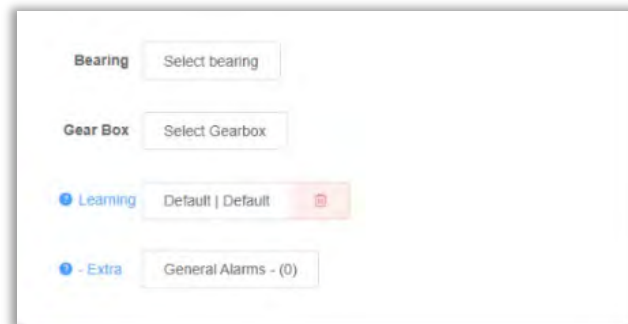 Bearing Select bearing
Gear Box Select Gearbox
? Learning Default | Default
? - Extra General Alarms - (0)